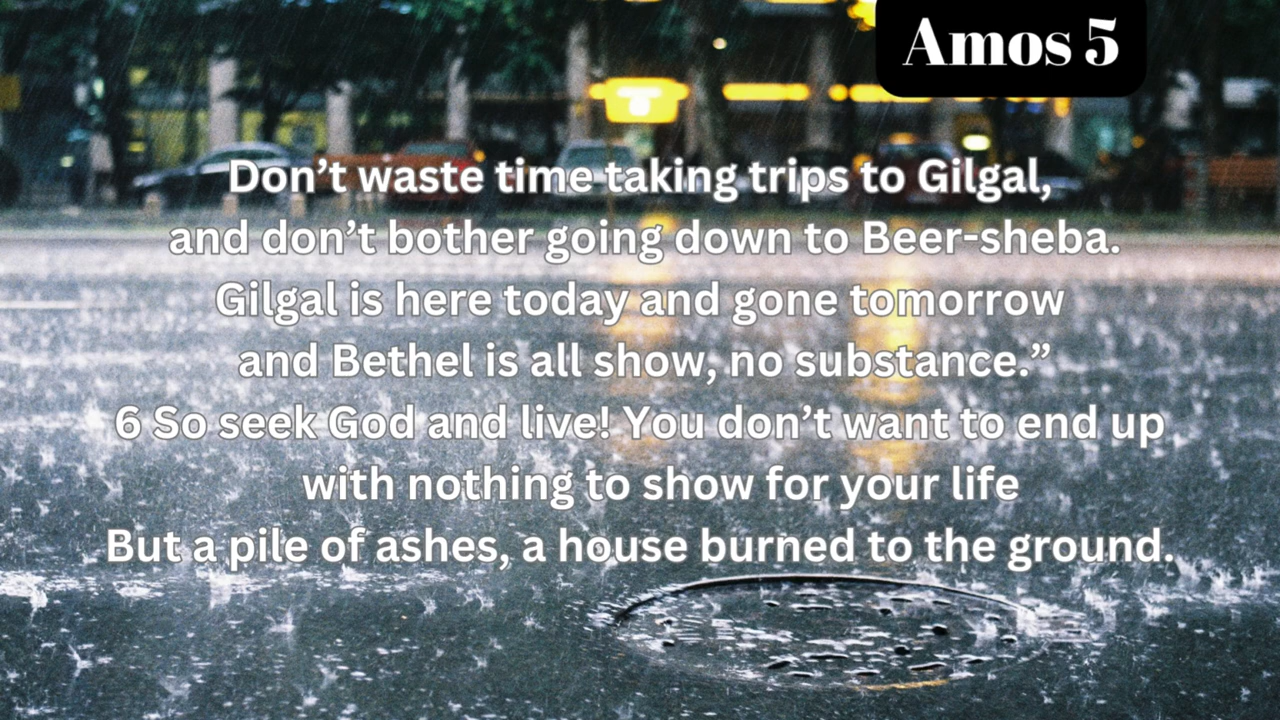 Amos 5
Don’t waste time taking trips to Gilgal,
and don’t bother going down to Beer-sheba.
Gilgal is here today and gone tomorrow
and Bethel is all show, no substance.”
6 So seek God and live! You don’t want to end up
with nothing to show for your life
But a pile of ashes, a house burned to the ground.